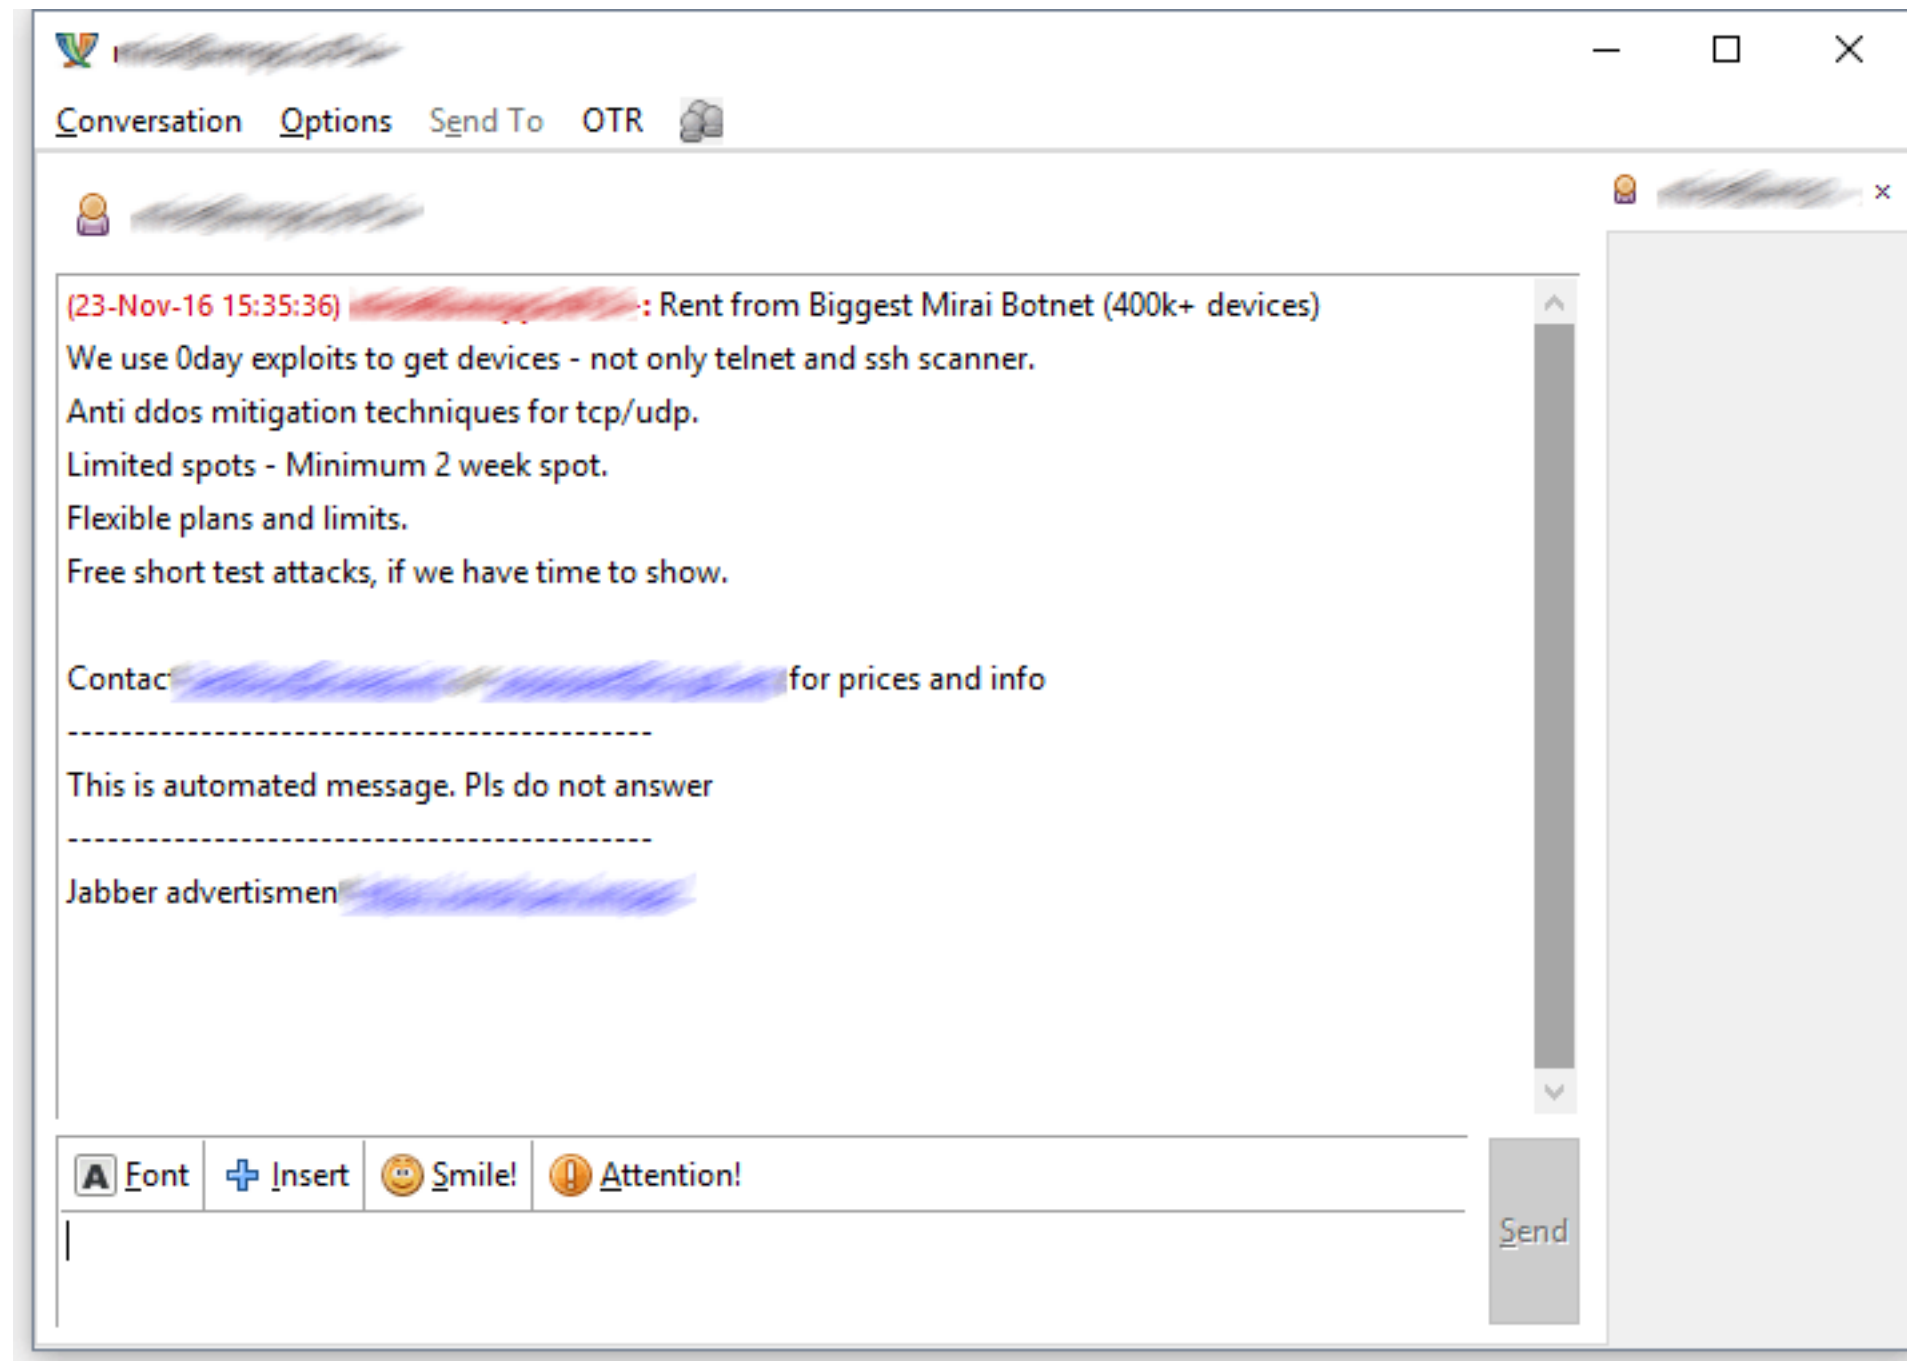 Conversation Options Send To OTR
(23-Nov-16 15:35:36) : Rent from Biggest Mirai Botnet (400k+ devices)
We use 0day exploits to get devices - not only telnet and ssh scanner.
Anti ddos mitigation techniques for tcp/udp.
Limited spots - Minimum 2 week spot.
Flexible plans and limits.
Free short test attacks, if we have time to show.
Contact for prices and info
--------------------------------------------
This is automated message. Pls do not answer
--------------------------------------------
Jabber advertismen
A Font Insert Smile! Attention!
Send